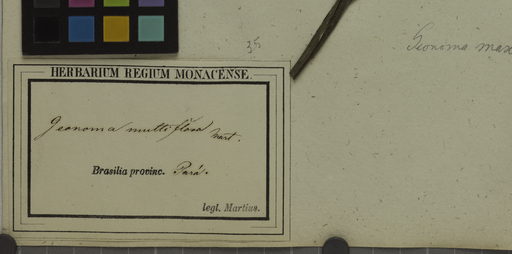 35
Geonoma max
HERBARIUM REGIUM MONACENSE.
Geonoma multiflora Mart.
Brasilia provinc. Pará.
legl. Martius.